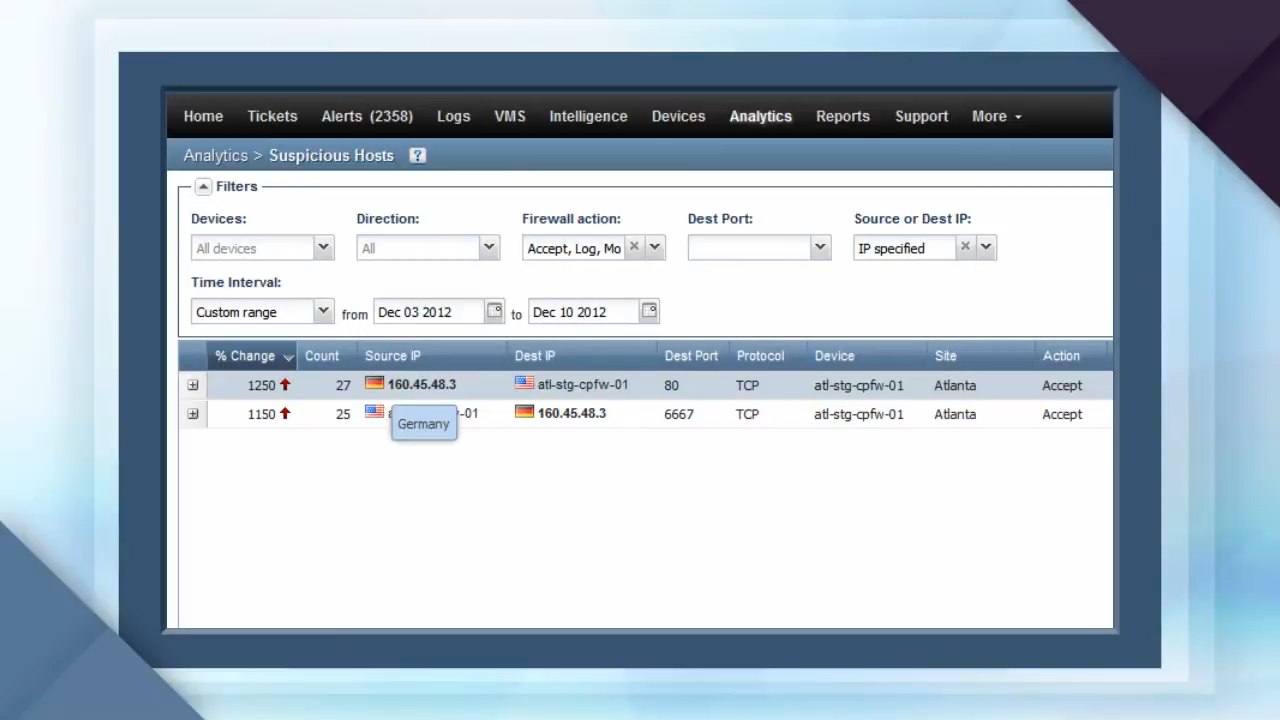 Home Tickets Alerts (2358) Logs VMS Intelligence Devices Analytics Reports Support More
Analytics > Suspicious Hosts ?
Filters
Devices: Direction: Firewall action: Dest Port: Source or Dest IP:
All devices All Accept, Log, Mo IP specified
Time Interval:
Custom range from Dec 03 2012 to Dec 10 2012
% Change Count Source IP Dest IP Dest Port Protocol Device Site Action
1250 27 160.45.48.3 atl-stg-cpfw-01 80 TCP atl-stg-cpfw-01 Atlanta Accept
1150 25 -01 160.45.48.3 6667 TCP atl-stg-cpfw-01 Atlanta Accept
Germany